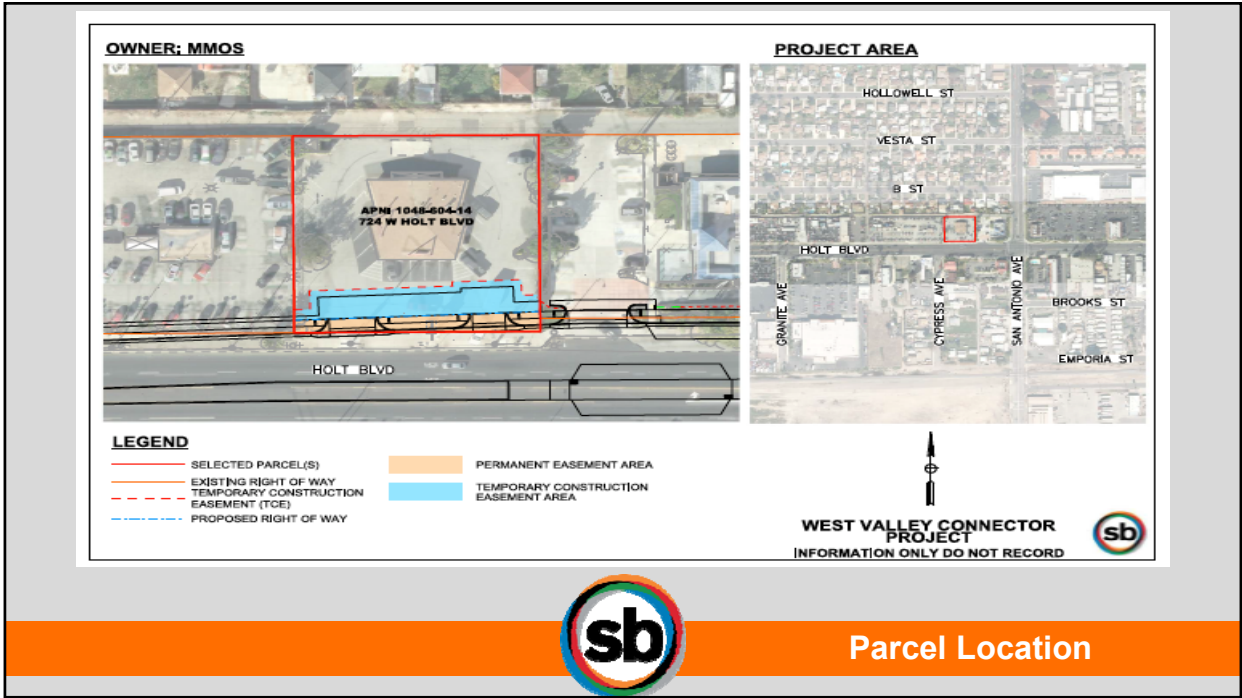 OWNER; MMOS
PROJECT AREA
APN: 1048-604-14
724 W HOLT BLVD
HOLT BLVD
HOLLOWELL ST
VESTA ST
B ST
HOLT BLVD
GRANITE AVE
CYPRESS AVE
SAN ANTONIO AVE
BROOKS ST
EMPORIA ST
LEGEND
SELECTED PARCEL(S)
EXISTING RIGHT OF WAY
TEMPORARY CONSTRUCTION
EASEMENT (TCE)
PROPOSED RIGHT OF WAY
PERMANENT EASEMENT AREA
TEMPORARY CONSTRUCTION
EASEMENT AREA
WEST VALLEY CONNECTOR
PROJECT
INFORMATION ONLY DO NOT RECORD
sb
sb
Parcel Location